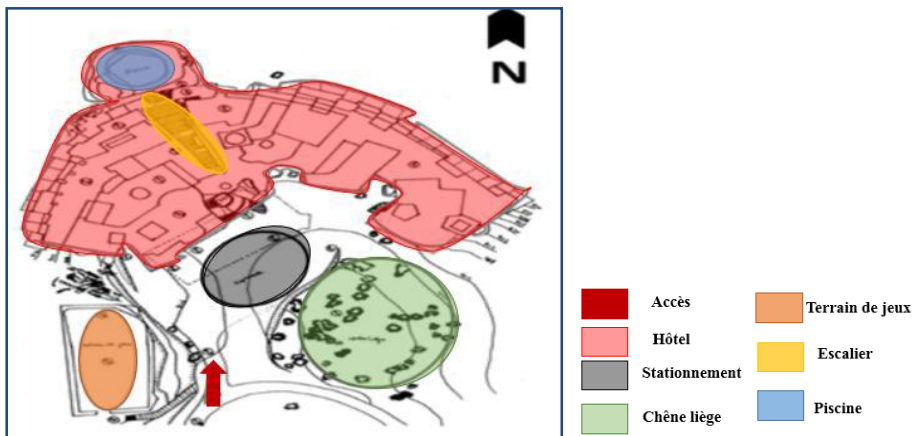 N
Accès
Hôtel
Stationnement
Chêne liège
Terrain de jeux
Escalier
Piscine